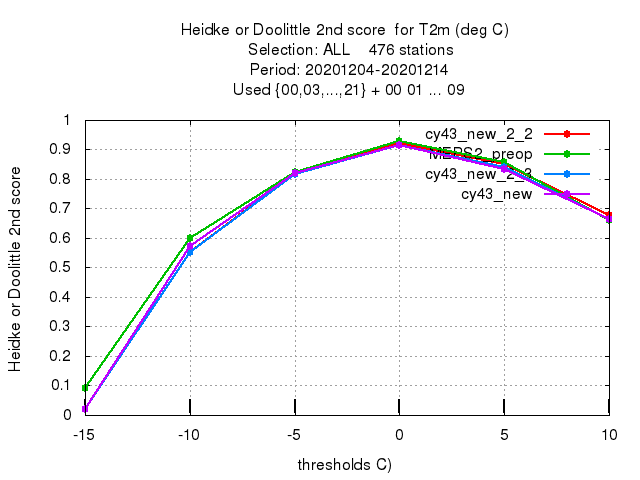 Heidke or Doolittle 2nd score for T2m (deg C)
Selection: ALL 476 stations
Period: 20201204-20201214
Used {00,03,...,21} + 00 01 ... 09
Heidke or Doolittle 2nd score
1
0.9
0.8
0.7
0.6
0.5
0.4
0.3
0.2
0.1
0
cy43_new_2_2
MEPS2_preop
cy43_new_2_3
cy43_new
-15 -10 -5 0 5 10
thresholds C)